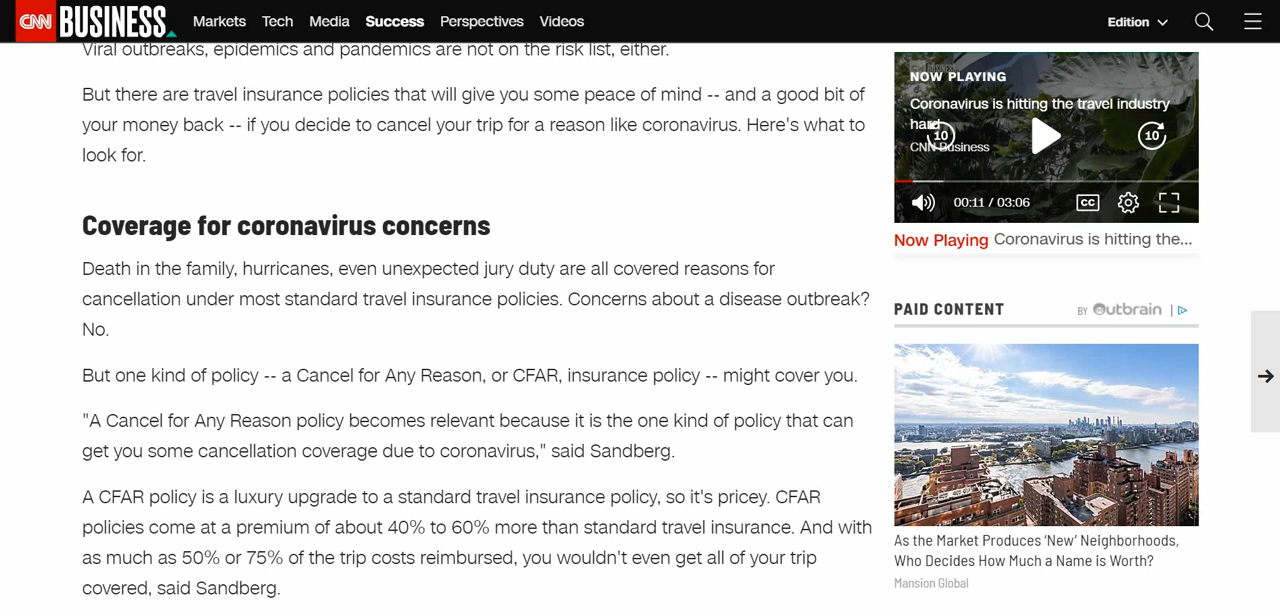 CNN BUSINESS
Markets Tech Media Success Perspectives Videos
Edition
Viral outbreaks, epidemics and pandemics are not on the risk list, either.
But there are travel insurance policies that will give you some peace of mind -- and a good bit of
your money back -- if you decide to cancel your trip for a reason like coronavirus. Here's what to
look for.
Coverage for coronavirus concerns
Death in the family, hurricanes, even unexpected jury duty are all covered reasons for
cancellation under most standard travel insurance policies. Concerns about a disease outbreak?
No.
But one kind of policy -- a Cancel for Any Reason, or CFAR, insurance policy -- might cover you.
"A Cancel for Any Reason policy becomes relevant because it is the one kind of policy that can
get you some cancellation coverage due to coronavirus," said Sandberg.
A CFAR policy is a luxury upgrade to a standard travel insurance policy, so it's pricey. CFAR
policies come at a premium of about 40% to 60% more than standard travel insurance. And with
as much as 50% or 75% of the trip costs reimbursed, you wouldn't even get all of your trip
covered, said Sandberg.
BUSINESS
NOW PLAYING
Coronavirus is hitting the travel industry
hard
CNN Business
10
10
00:11 / 03:06
CC
Now Playing Coronavirus is hitting the...
PAID CONTENT
BY Outbrain |
As the Market Produces ‘New’ Neighborhoods,
Who Decides How Much a Name is Worth?
Mansion Global